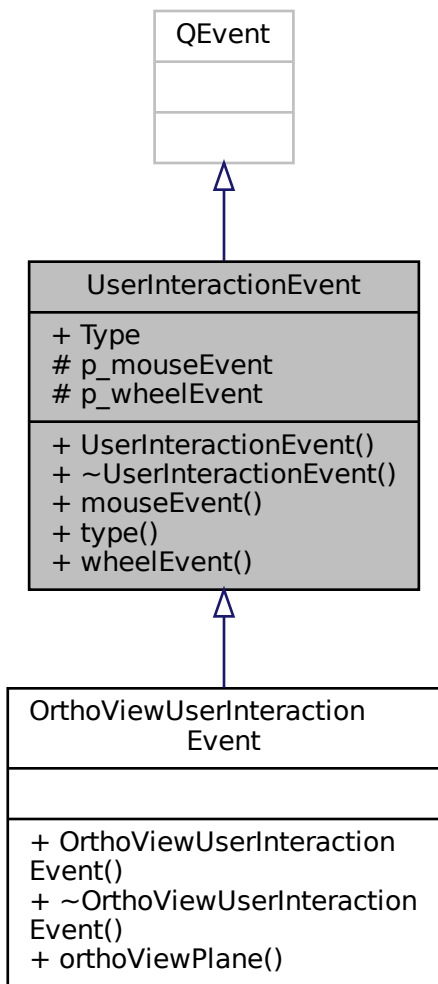 QEvent
UserInteractionEvent
+ Type
# p_mouseEvent
# p_wheelEvent
+ UserInteractionEvent()
+ ~UserInteractionEvent()
+ mouseEvent()
+ type()
+ wheelEvent()
OrthoViewUserInteraction
Event
+ OrthoViewUserInteraction
Event()
+ ~OrthoViewUserInteraction
Event()
+ orthoViewPlane()